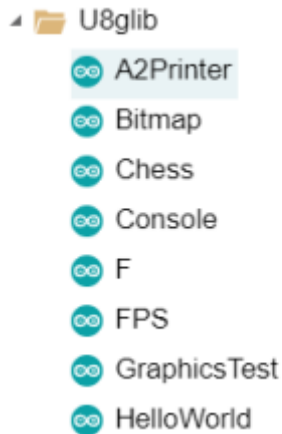 U8glib
A2Printer
Bitmap
Chess
Console
F
FPS
GraphicsTest
HelloWorld